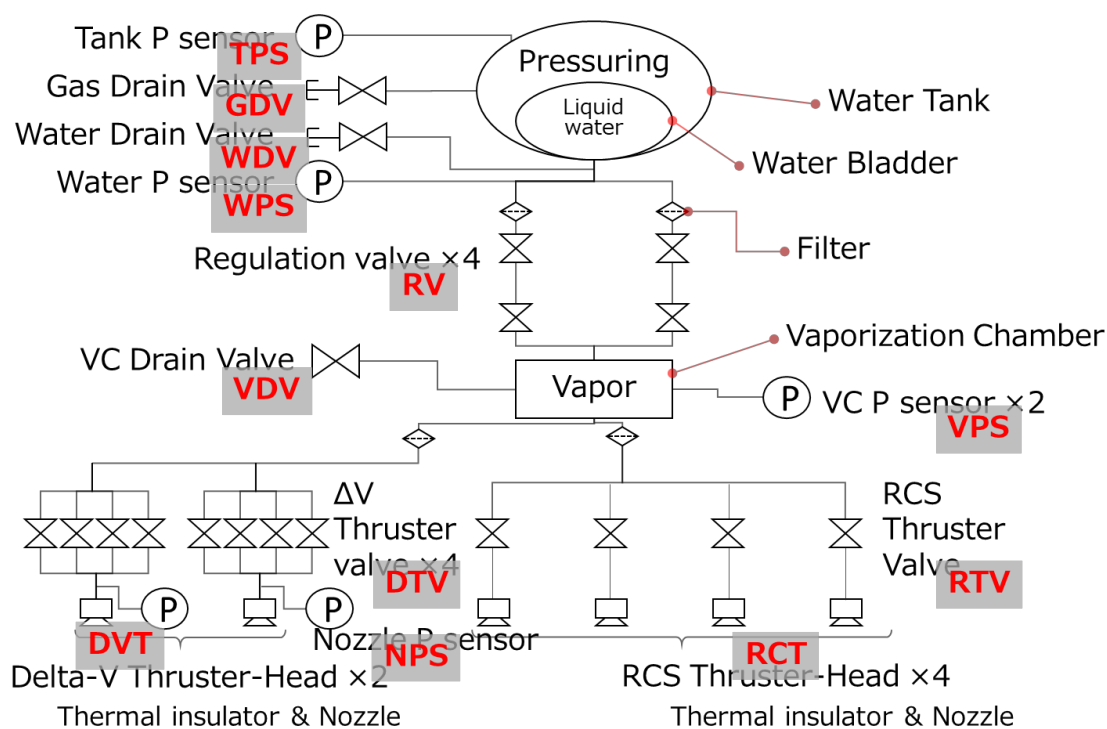 Tank P sensor
TPS
P
Pressuring
Gas Drain Valve
GDV
Liquid
water
Water Tank
Water Drain Valve
WDV
Water Bladder
Water P sensor
WPS
P
Filter
Regulation valve ×4
RV
Vaporization Chamber
VC Drain Valve
VDV
Vapor
P
VC P sensor ×2
VPS
ΔV
Thruster
valve ×4
DTV
RCS
Thruster
Valve
RTV
P
P
DVT
Nozzle P sensor
NPS
RCT
Delta-V Thruster-Head ×2
Thermal insulator & Nozzle
RCS Thruster-Head ×4
Thermal insulator & Nozzle